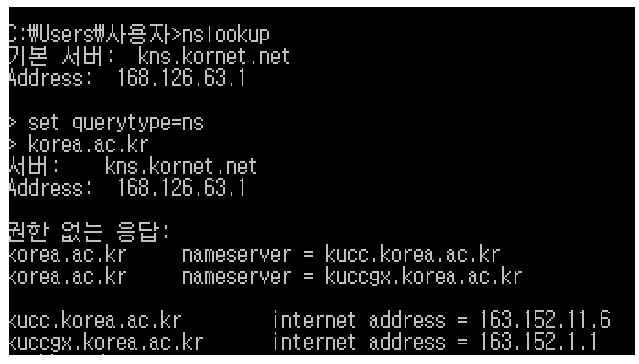 C:₩Users₩사용자>nslookup
기본 서버:  kns.kornet.net
Address:  168.126.63.1
> set querytype=ns
> korea.ac.kr
서버:    kns.kornet.net
Address:  168.126.63.1
권한 없는 응답:
korea.ac.kr     nameserver = kucc.korea.ac.kr
korea.ac.kr     nameserver = kuccgx.korea.ac.kr
kucc.korea.ac.kr        internet address = 163.152.11.6
kuccgx.korea.ac.kr      internet address = 163.152.1.1